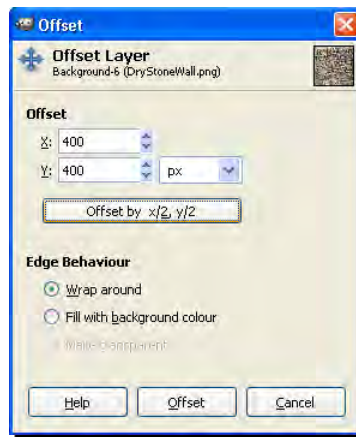 Offset
Offset Layer
Background-6 (DryStoneWall.png)
Offset
X: 400
Y: 400 px
Offset by x/2, y/2
Edge Behaviour
Wrap around
Fill with background colour
Make transparent
Help Offset Cancel